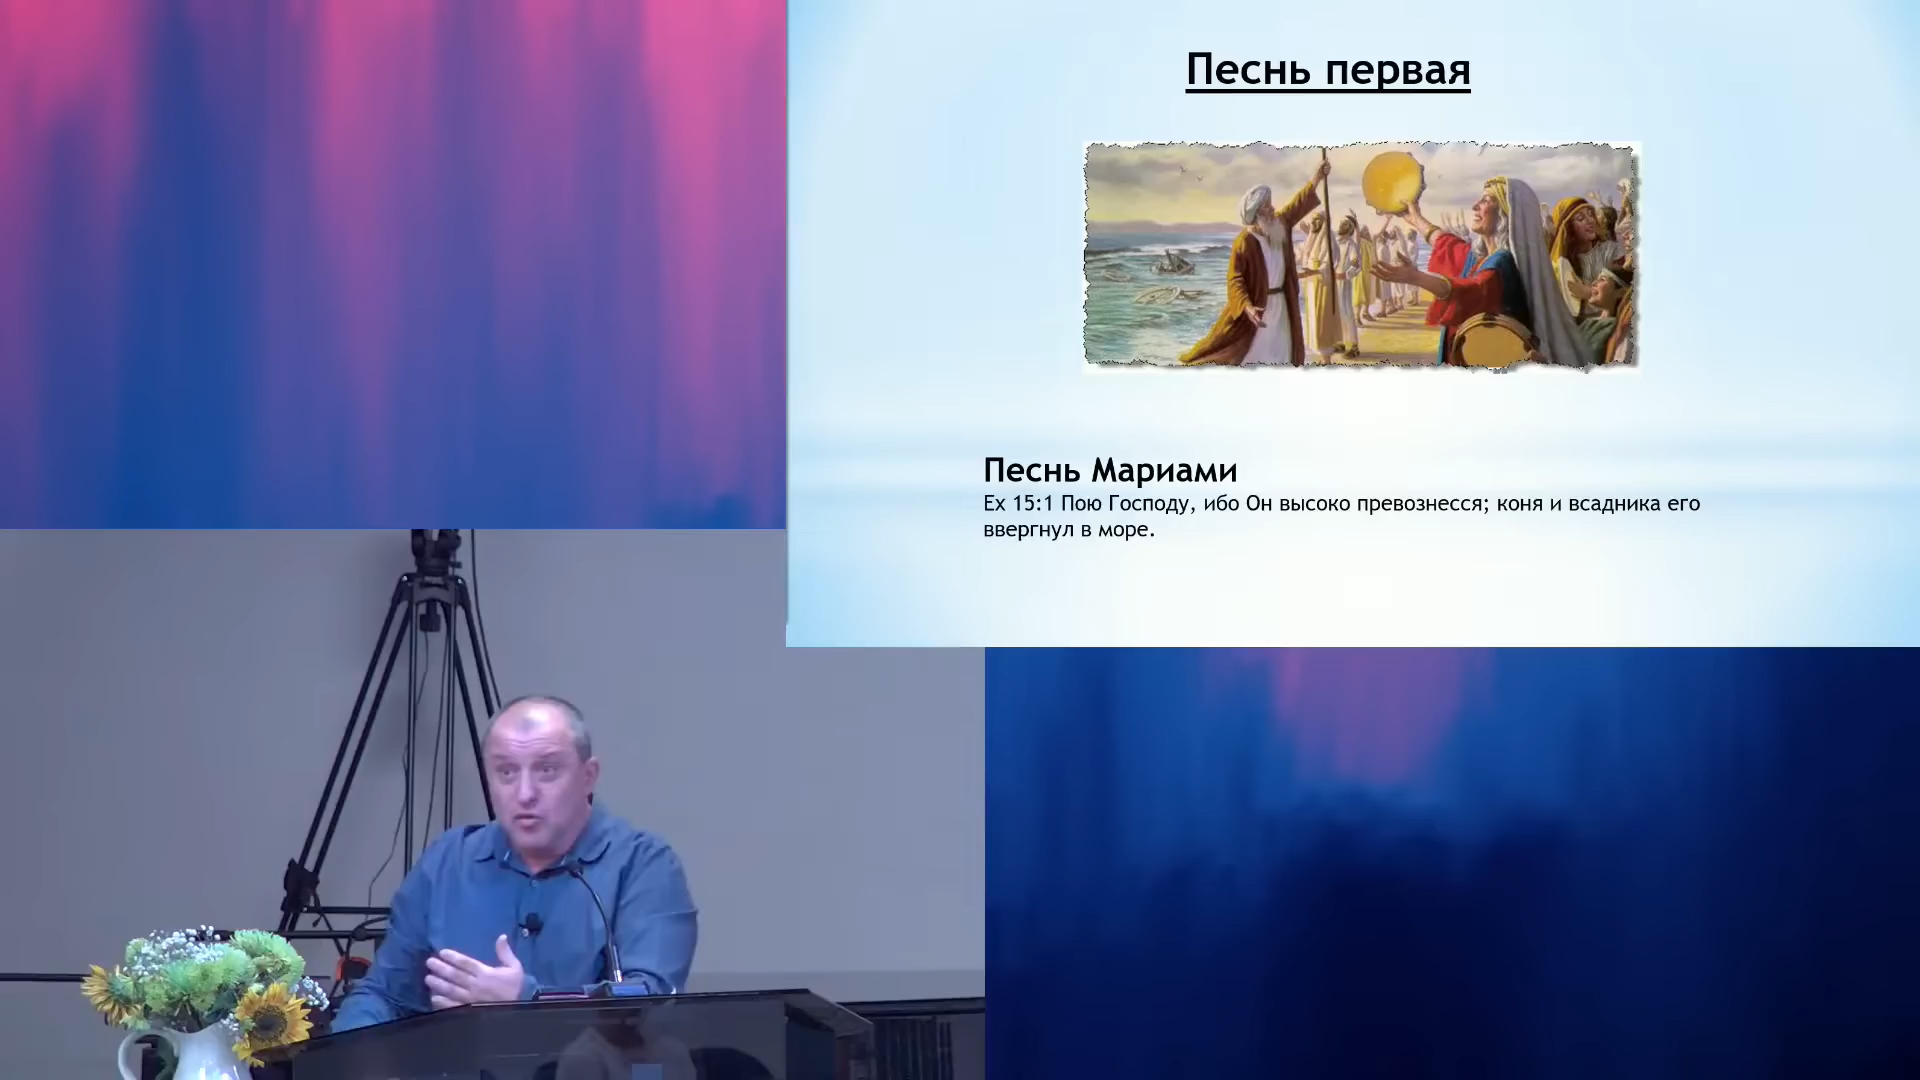 Песнь первая
Песнь Мариами
Ex 15:1 Пою Господу, ибо Он высоко превознесся; коня и всадника его
ввергнул в море.